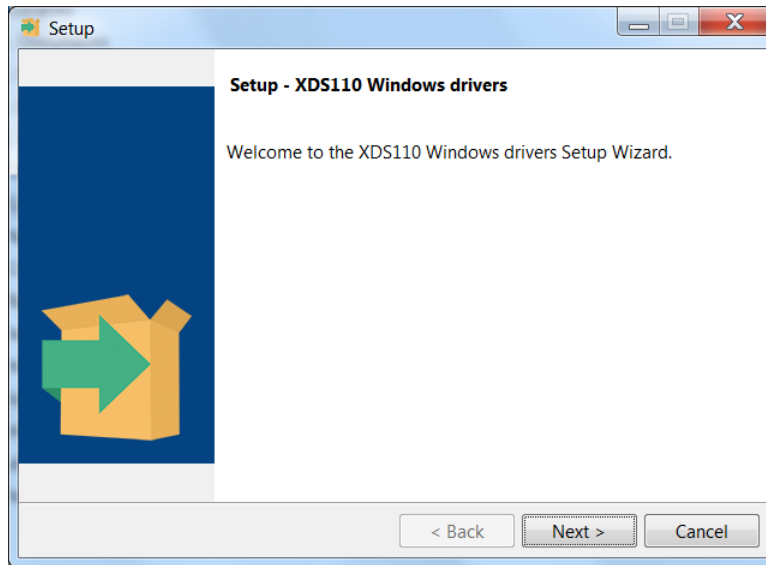 Setup
Setup - XDS110 Windows drivers
Welcome to the XDS110 Windows drivers Setup Wizard.
< Back
Next >
Cancel